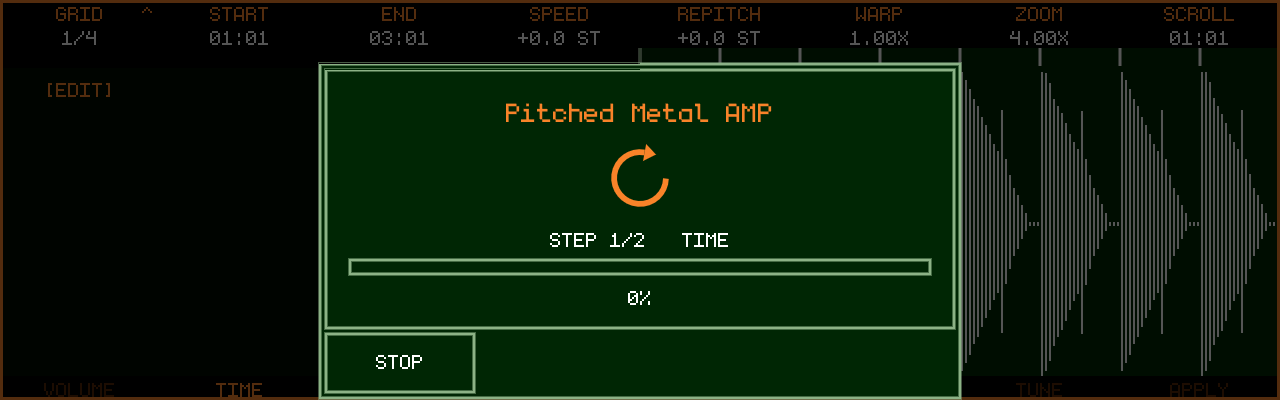 GRID ^ START END SPEED REPITCH WARP ZOOM SCROLL
1/4 01:01 03:01 +0.0 ST +0.0 ST 1.00X 4.00X 01:01
[EDIT]
Pitched Metal AMP
STEP 1/2 TIME
0%
STOP
VOLUME TIME TUNE APPLY